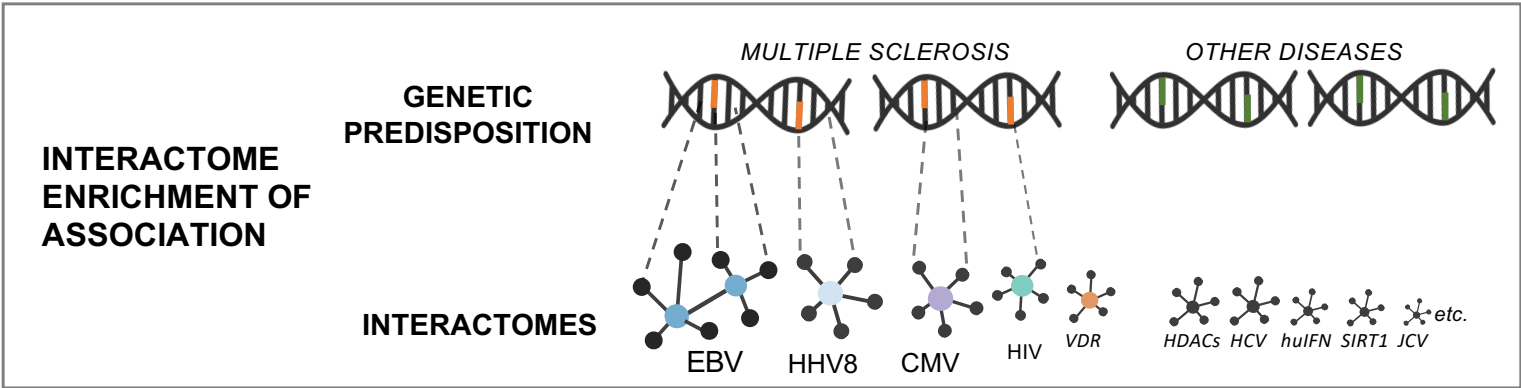 MULTIPLE SCLEROSIS
OTHER DISEASES
GENETIC
PREDISPOSITION
INTERACTOME
ENRICHMENT OF
ASSOCIATION
INTERACTOMES
EBV
HHV8
CMV
HIV
VDR
HDACs
HCV
huIFN
SIRT1
JCV
etc.